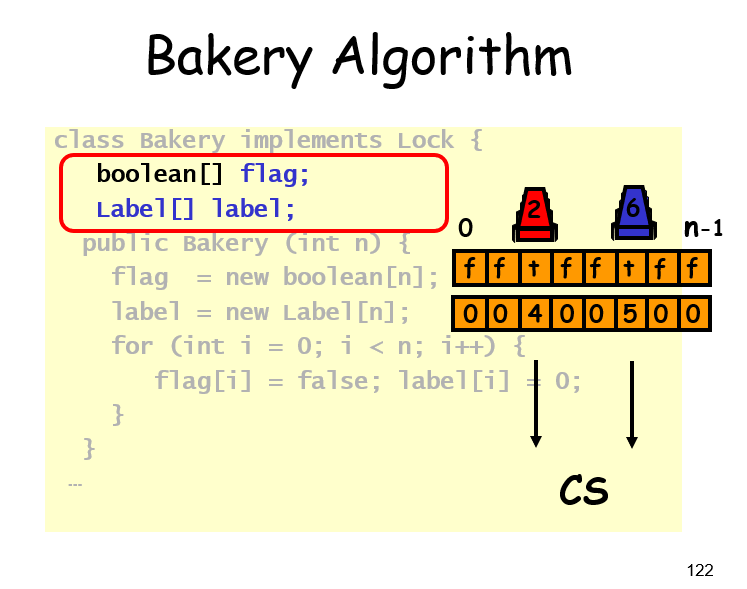 Bakery Algorithm
class Bakery implements Lock {
boolean[] flag;
Label[] label;
public Bakery (int n) {
flag = new boolean[n];
label = new Label[n];
for (int i = 0; i < n; i++) {
flag[i] = false; label[i] = 0;
}
}
…
2 6
0 n-1
f f t f f t f f
0 0 4 0 0 5 0 0
CS
122